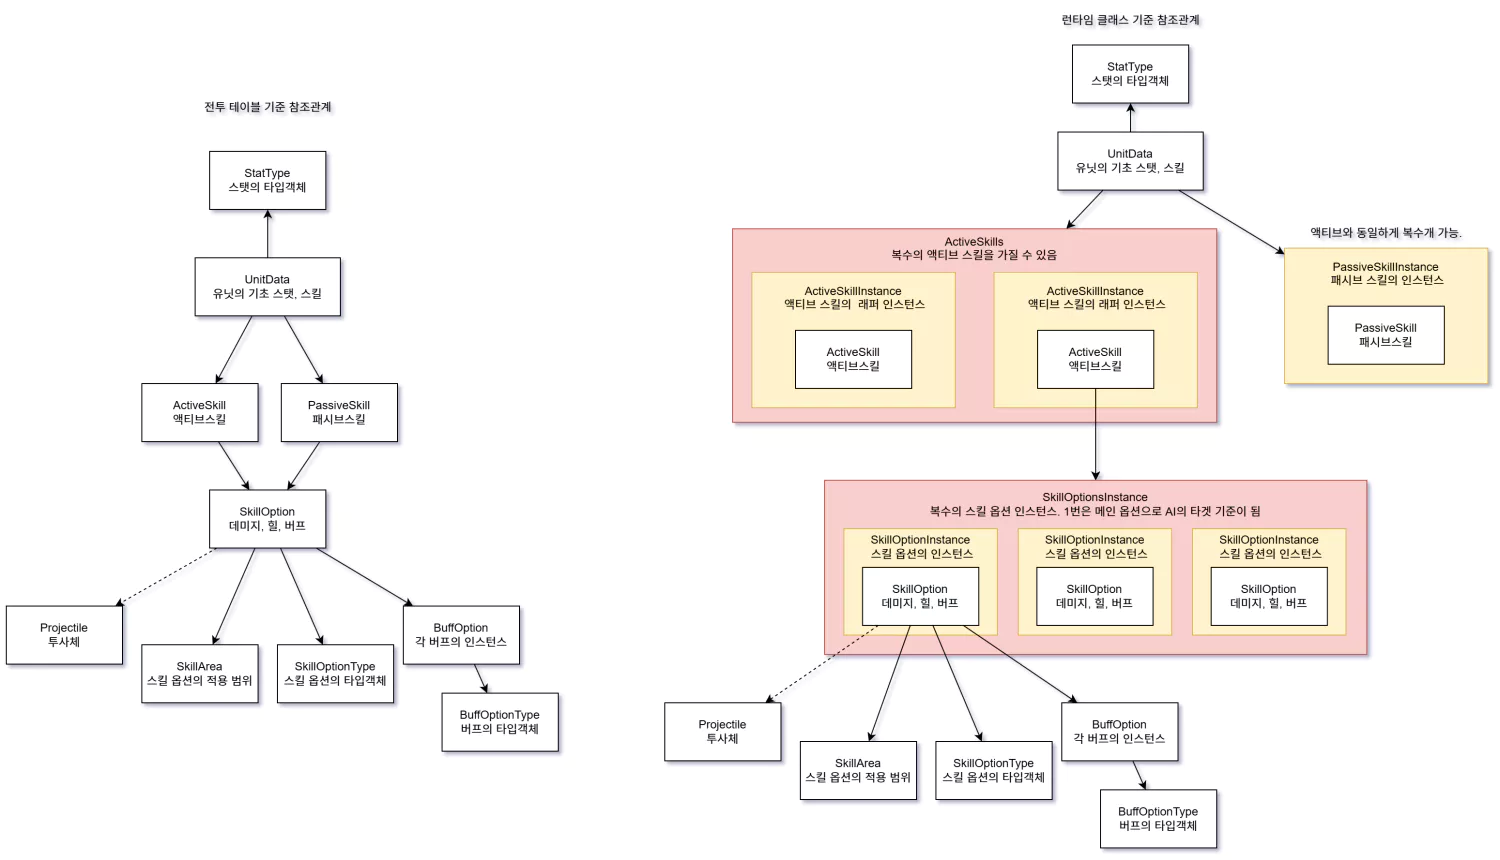 전투 테이블 기준 참조관계
StatType
스탯의 타입객체
UnitData
유닛의 기초 스탯, 스킬
ActiveSkill
액티브스킬
PassiveSkill
패시브스킬
SkillOption
데미지, 힐, 버프
Projectile
투사체
SkillArea
스킬 옵션의 적용 범위
SkillOptionType
스킬 옵션의 타입객체
BuffOption
각 버프의 인스턴스
BuffOptionType
버프의 타입객체
런타임 클래스 기준 참조관계
StatType
스탯의 타입객체
UnitData
유닛의 기초 스탯, 스킬
ActiveSkills
복수의 액티브 스킬을 가질 수 있음
ActiveSkillInstance
액티브 스킬의 래퍼 인스턴스
ActiveSkill
액티브스킬
ActiveSkillInstance
액티브 스킬의 래퍼 인스턴스
ActiveSkill
액티브스킬
액티브와 동일하게 복수개 가능.
PassiveSkillInstance
패시브 스킬의 인스턴스
PassiveSkill
패시브스킬
SkillOptionsInstance
복수의 스킬 옵션 인스턴스. 1번은 메인 옵션으로 AI의 타겟 기준이 됨
SkillOptionInstance
스킬 옵션의 인스턴스
SkillOption
데미지, 힐, 버프
SkillOptionInstance
스킬 옵션의 인스턴스
SkillOption
데미지, 힐, 버프
SkillOptionInstance
스킬 옵션의 인스턴스
SkillOption
데미지, 힐, 버프
Projectile
투사체
SkillArea
스킬 옵션의 적용 범위
SkillOptionType
스킬 옵션의 타입객체
BuffOption
각 버프의 인스턴스
BuffOptionType
버프의 타입객체